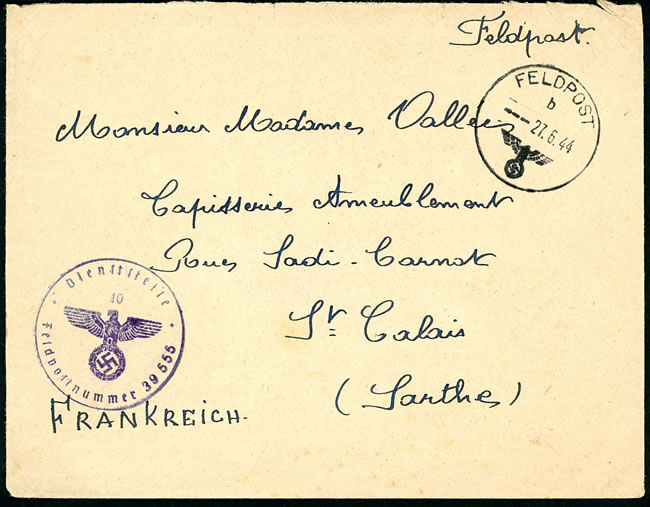 Feldpost.
FELDPOST
b
27.6.44
Monsieur Madame Vallée
Tapisserie Ameublement
Rue Sadi-Carnot
St Calais
(Sarthe)
Dienststelle
10
Feldpostnummer 39555
FRANKREICH.